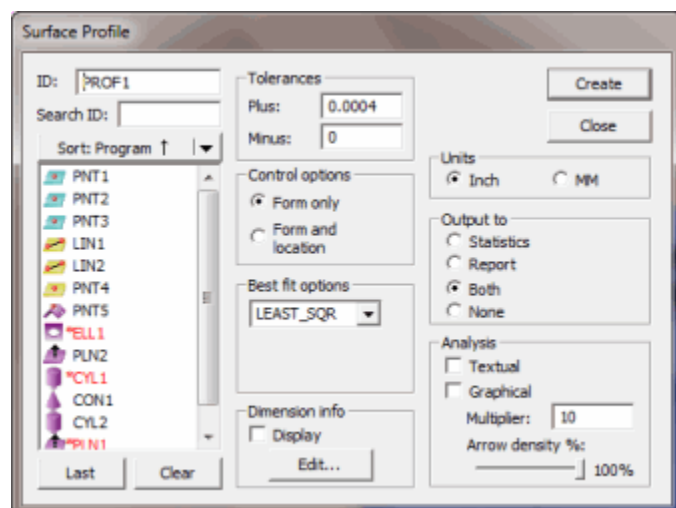 Surface Profile
ID: PROF1
Search ID:
Sort: Program ↑
PNT1
PNT2
PNT3
LIN1
LIN2
PNT4
PNT5
*ELL1
PLN2
*CYL1
CON1
CYL2
*PLN1
Last Clear
Tolerances
Plus: 0.0004
Minus: 0
Control options
Form only
Form and
location
Best fit options
LEAST_SQR
Dimension info
Display
Edit...
Create
Close
Units
Inch MM
Output to
Statistics
Report
Both
None
Analysis
Textual
Graphical
Multiplier: 10
Arrow density %:
100%